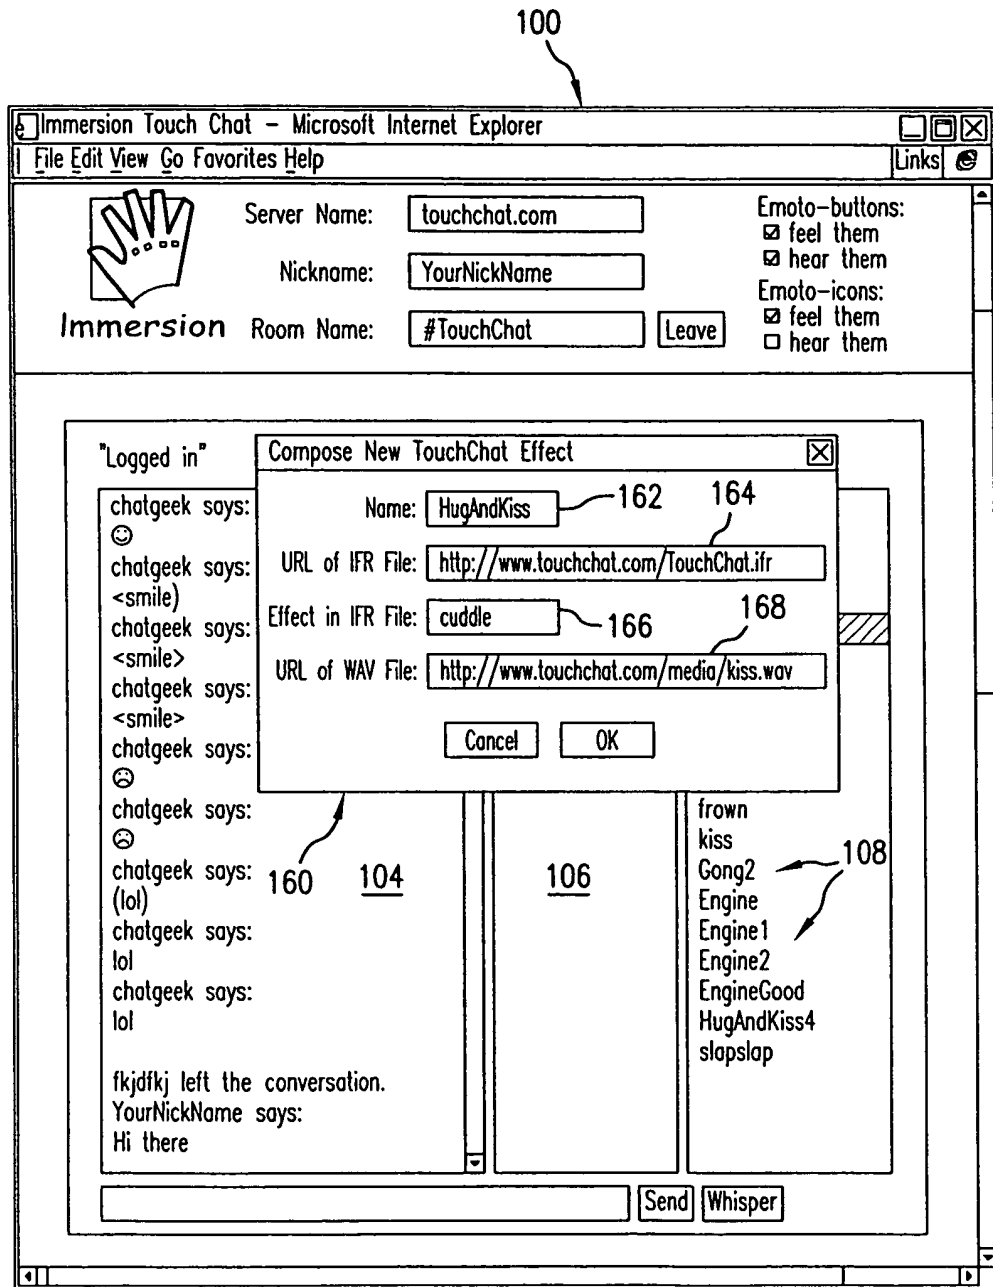 100
Immersion Touch Chat - Microsoft Internet Explorer
File Edit View Go Favorites Help
Links
Immersion
Server Name: touchchat.com
Nickname: YourNickName
Room Name: #TouchChat Leave
Emoto-buttons:
feel them
hear them
Emoto-icons:
feel them
hear them
"Logged in"
Compose New TouchChat Effect
Name: HugAndKiss 162
164
URL of IFR File: http://www.touchchat.com/TouchChat.ifr
Effect in IFR File: cuddle 166
168
URL of WAV File: http://www.touchchat.com/media/kiss.wav
Cancel OK
160
chatgeek says:
chatgeek says:
<smile)
chatgeek says:
<smile>
chatgeek says:
<smile>
chatgeek says:
chatgeek says:
chatgeek says:
(lol)
chatgeek says:
lol
chatgeek says:
lol
fkjdfkj left the conversation.
YourNickName says:
Hi there
104
106
frown
kiss
Gong2
Engine
Engine1
Engine2
EngineGood
HugAndKiss4
slapslap
108
Send Whisper